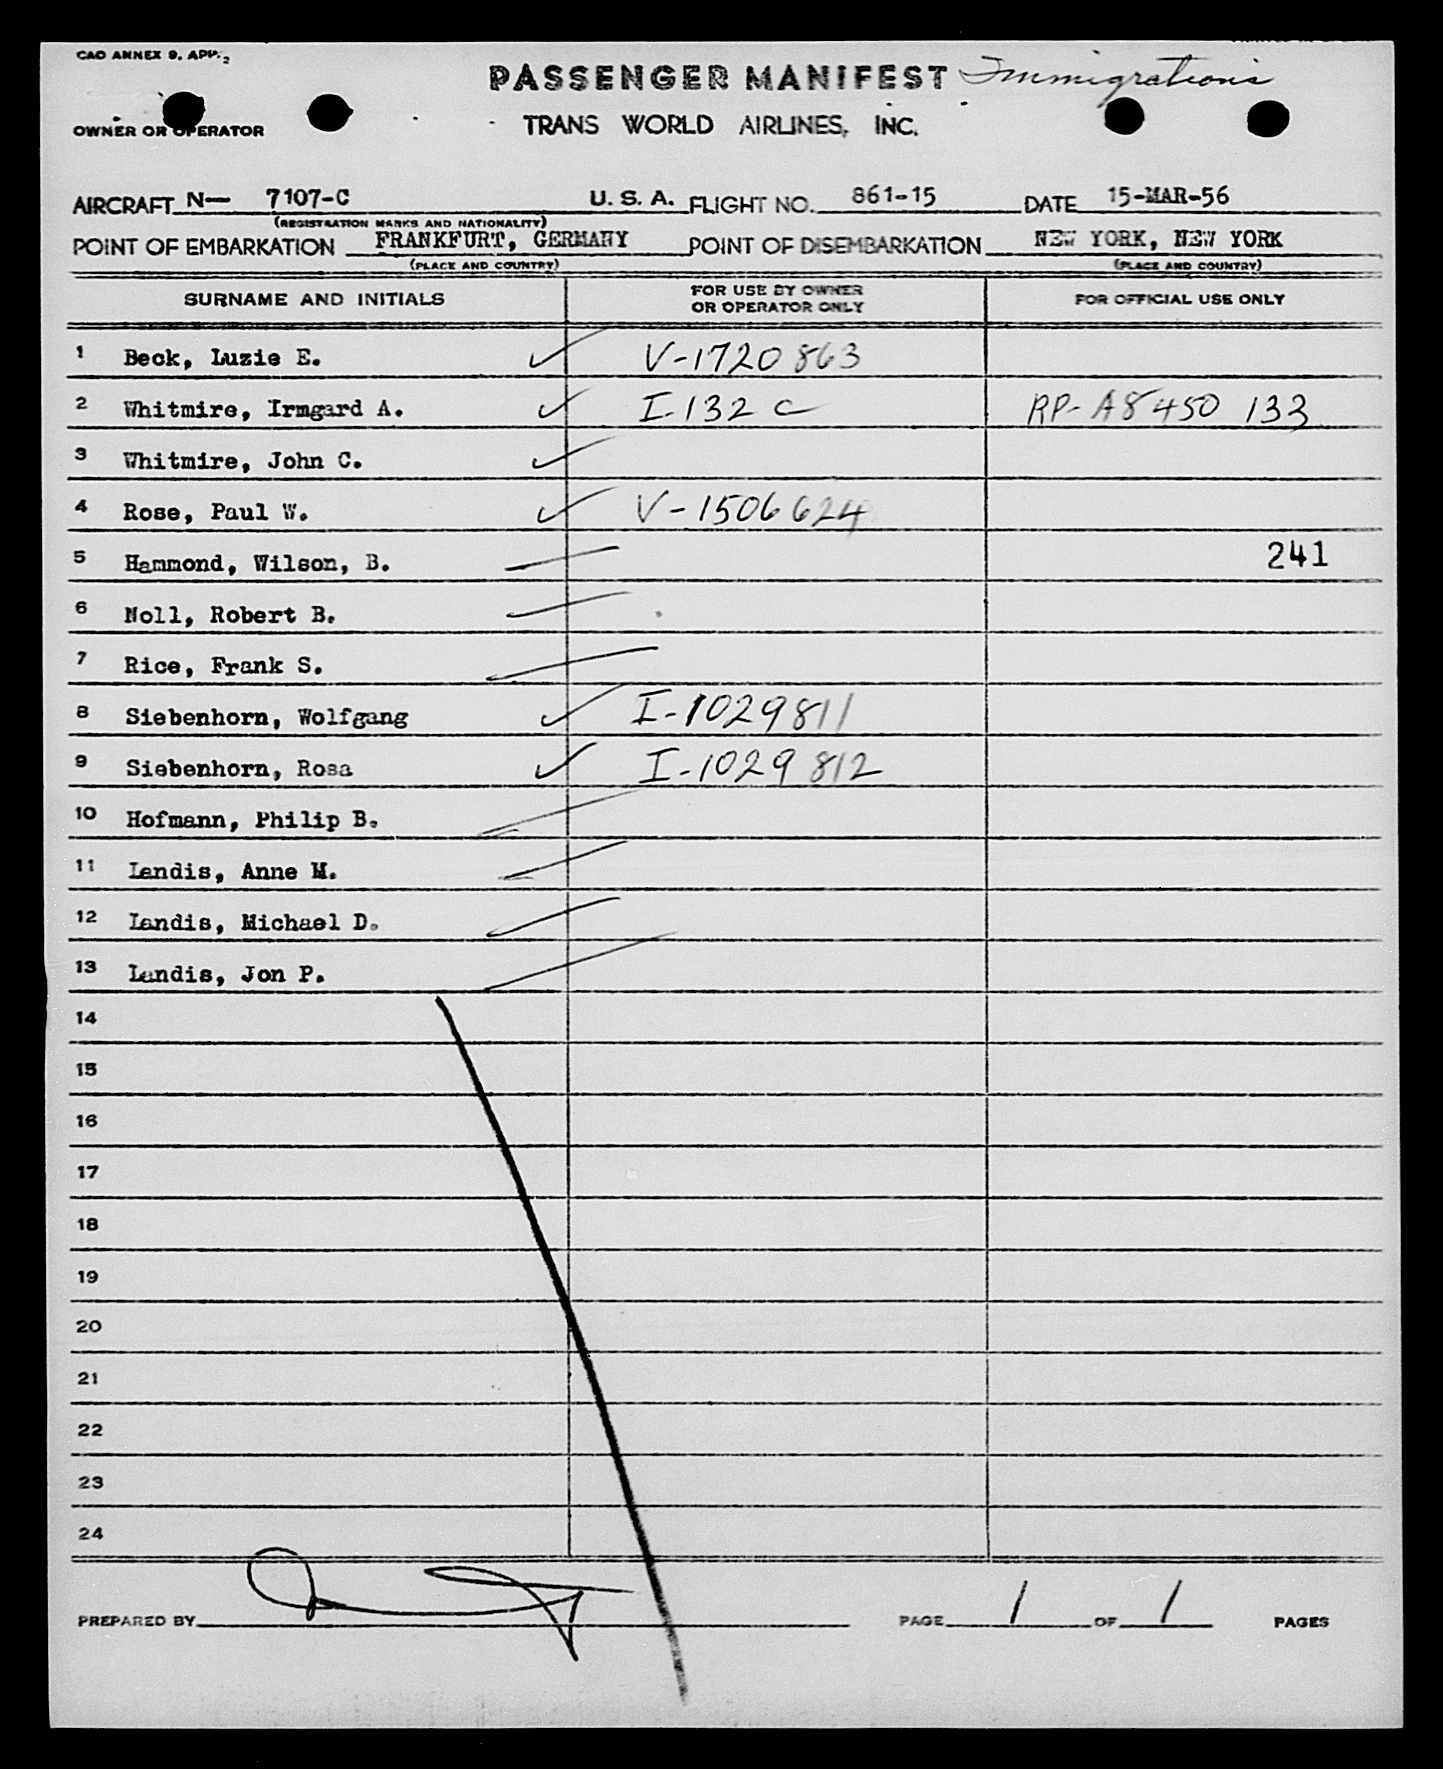 CAO ANNEX 9, APP. 2
PASSENGER MANIFEST Immigrations
OWNER OR OPERATOR TRANS WORLD AIRLINES, INC.
AIRCRAFT N— 7107-C U. S. A. FLIGHT NO. 861-15 DATE 15-MAR-56
(REGISTRATION MARKS AND NATIONALITY)
POINT OF EMBARKATION FRANKFURT, GERMANY POINT OF DISEMBARKATION NEW YORK, NEW YORK
(PLACE AND COUNTRY) (PLACE AND COUNTRY)
SURNAME AND INITIALS FOR USE BY OWNER OR OPERATOR ONLY FOR OFFICIAL USE ONLY
1 Beck, Luzie E. V-1720863
2 Whitmire, Irmgard A. I-132 C RP-A8450 133
3 Whitmire, John C.
4 Rose, Paul W. V-1506624
5 Hammond, Wilson, B. 241
6 Noll, Robert B.
7 Rice, Frank S.
8 Siebenhorn, Wolfgang I-1029811
9 Siebenhorn, Rosa I-1029812
10 Hofmann, Philip B.
11 Landis, Anne M.
12 Landis, Michael D.
13 Landis, Jon P.
14
15
16
17
18
19
20
21
22
23
24
PREPARED BY PAGE 1 OF 1 PAGES